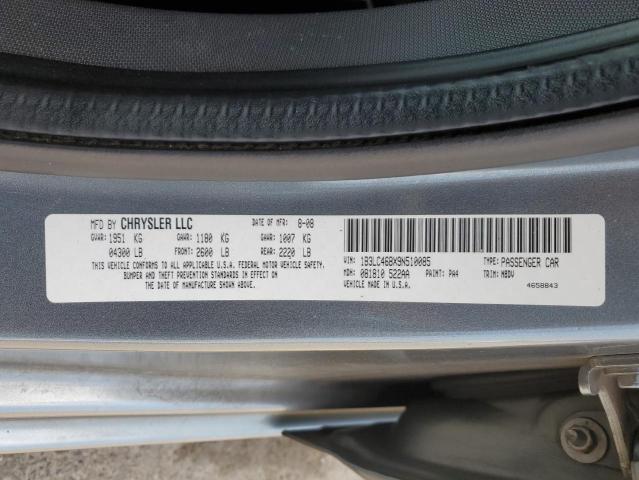 MFD BY CHRYSLER LLC DATE OF MFR: 8-08
GVWR: 1951 KG GAWR: 1180 KG GAWR: 1007 KG
04300 LB FRONT: 2600 LB REAR: 2220 LB
THIS VEHICLE CONFORMS TO ALL APPLICABLE U.S.A. FEDERAL MOTOR VEHICLE SAFETY,
BUMPER AND THEFT PREVENTION STANDARDS IN EFFECT ON
THE DATE OF MANUFACTURE SHOWN ABOVE.
VIN: 1B3LC46BX9N510085 TYPE: PASSENGER CAR
MDH: 081810 522AA PAINT: PA4 TRIM: M8DV
VEHICLE MADE IN U.S.A. 4658843